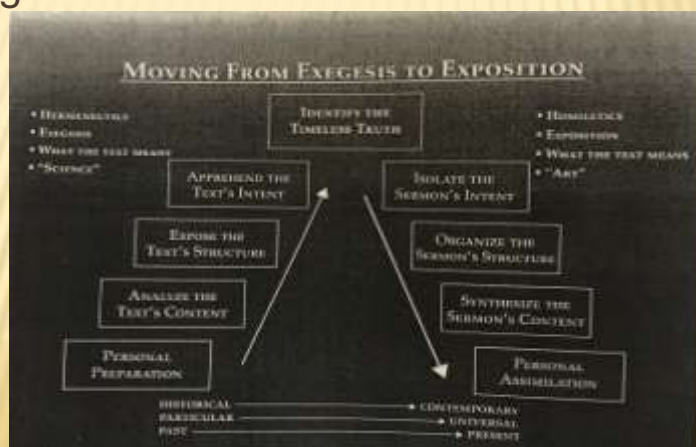 MOVING FROM EXEGESIS TO EXPOSITION
IDENTIFY THE
TIMELESS TRUTH
• HERMENEUTICS
• EXEGESIS
• WHAT THE TEXT MEANS
• "SCIENCE"
• HOMILETICS
• EXPOSITION
• WHAT THE TEXT MEANS
• "ART"
APPREHEND THE
TEXT'S INTENT
ISOLATE THE
SERMON'S INTENT
EXPOSE THE
TEXT'S STRUCTURE
ORGANIZE THE
SERMON'S STRUCTURE
ANALYZE THE
TEXT'S CONTENT
SYNTHESIZE THE
SERMON'S CONTENT
PERSONAL
PREPARATION
PERSONAL
ASSIMILATION
HISTORICAL CONTEMPORARY
PARTICULAR UNIVERSAL
PAST PRESENT